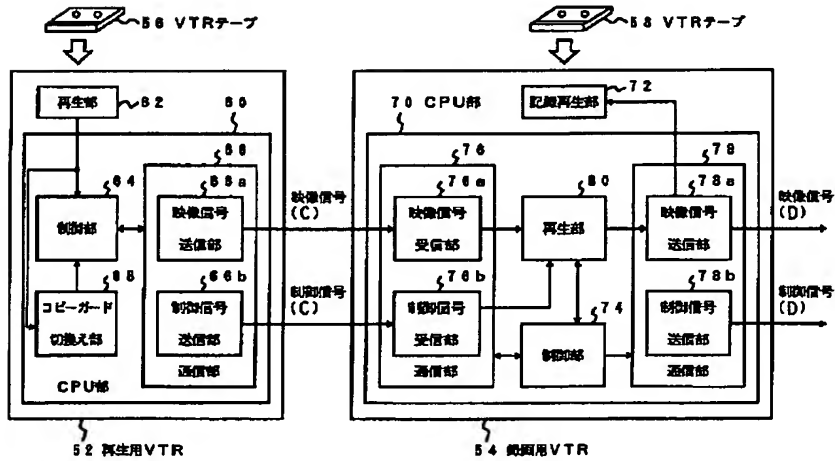 56 VTRテープ
58 VTRテープ
再生部
62
60
64
制御部
68
コピーガード
切換え部
CPU部
66
66a
映像信号
送信部
66b
制御信号
送信部
通信部
52 再生用VTR
映像信号
(C)
制御信号
(C)
70 CPU部
72
記録再生部
76
76a
映像信号
受信部
76b
制御信号
受信部
通信部
80
再生部
74
制御部
78
78a
映像信号
送信部
78b
制御信号
送信部
通信部
54 録画用VTR
映像信号
(D)
制御信号
(D)